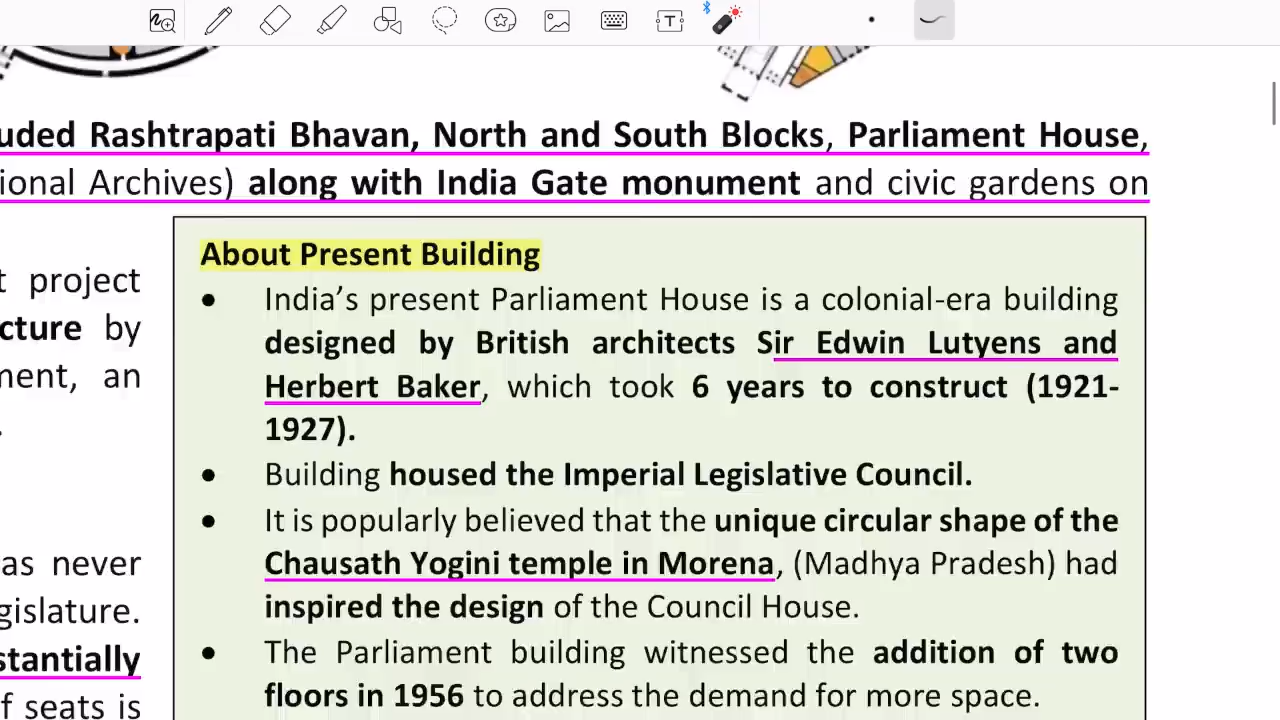 uded Rashtrapati Bhavan, North and South Blocks, Parliament House,
ional Archives) along with India Gate monument and civic gardens on
t project
cture by
ment, an
.
as never
gislature.
stantially
f seats is
About Present Building
• India’s present Parliament House is a colonial-era building
designed by British architects Sir Edwin Lutyens and
Herbert Baker, which took 6 years to construct (1921-
1927).
• Building housed the Imperial Legislative Council.
• It is popularly believed that the unique circular shape of the
Chausath Yogini temple in Morena, (Madhya Pradesh) had
inspired the design of the Council House.
• The Parliament building witnessed the addition of two
floors in 1956 to address the demand for more space.